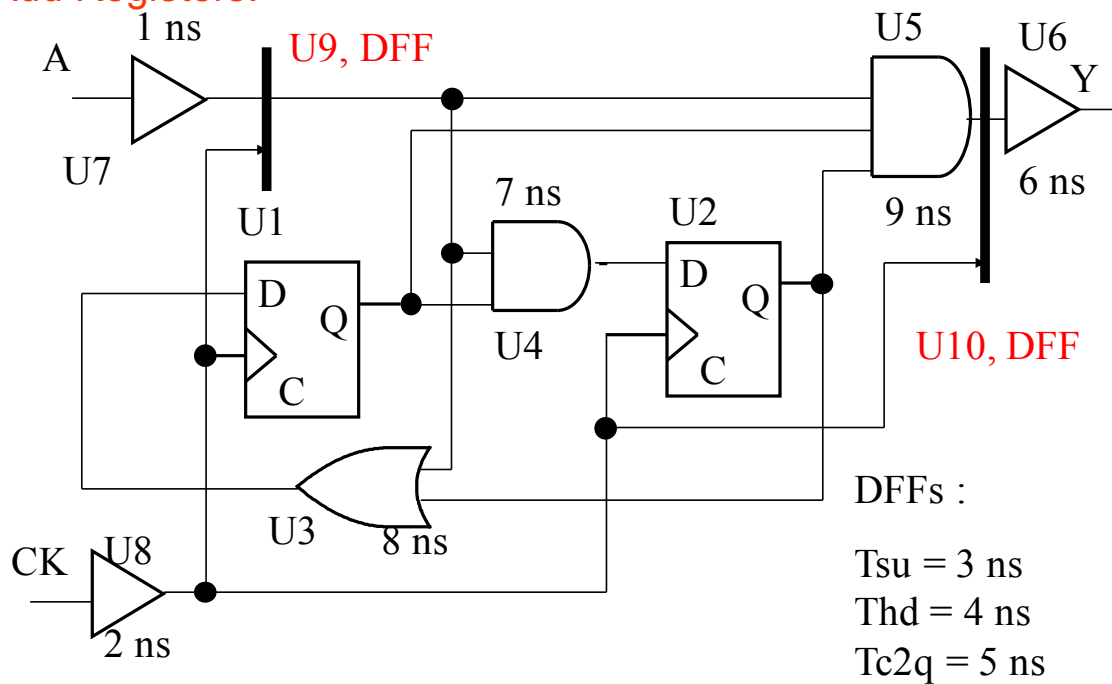 Registers:
1 ns
U9, DFF
U5
U6
A
Y
U7
7 ns
6 ns
U1
U2
9 ns
D
Q
C
U4
D
Q
C
U10, DFF
U3
8 ns
DFFs :
CK
U8
2 ns
Tsu = 3 ns
Thd = 4 ns
Tc2q = 5 ns